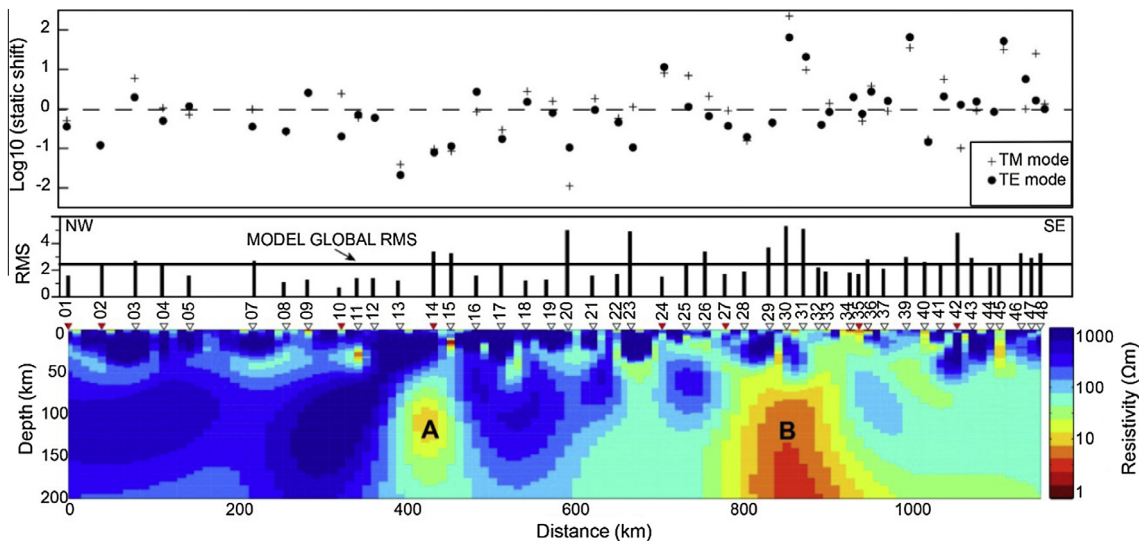 Log10 (static shift)
2
1
0
-1
-2
+ TM mode
● TE mode
NW
SE
MODEL GLOBAL RMS
RMS
4
2
0
01 02 03 04 05 07 08 09 10 11 12 13 14 15 16 17 18 19 20 21 22 23 24 25 26 27 28 29 30 31 32 33 34 35 36 37 39 40 41 42 43 44 45 46 47 48
Depth (km)
0
50
100
150
200
A
B
1000
100
10
1
Resistivity (Ωm)
0 200 400 600 800 1000
Distance (km)